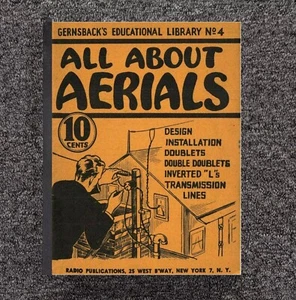 GERNSBACK'S EDUCATIONAL LIBRARY Nº 4
ALL ABOUT
AERIALS
10
CENTS
DESIGN
INSTALLATION
DOUBLETS
DOUBLE DOUBLETS
INVERTED "L'S
TRANSMISSION
LINES
RADIO PUBLICATIONS, 25 WEST B'WAY, NEW YORK 7, N. Y.